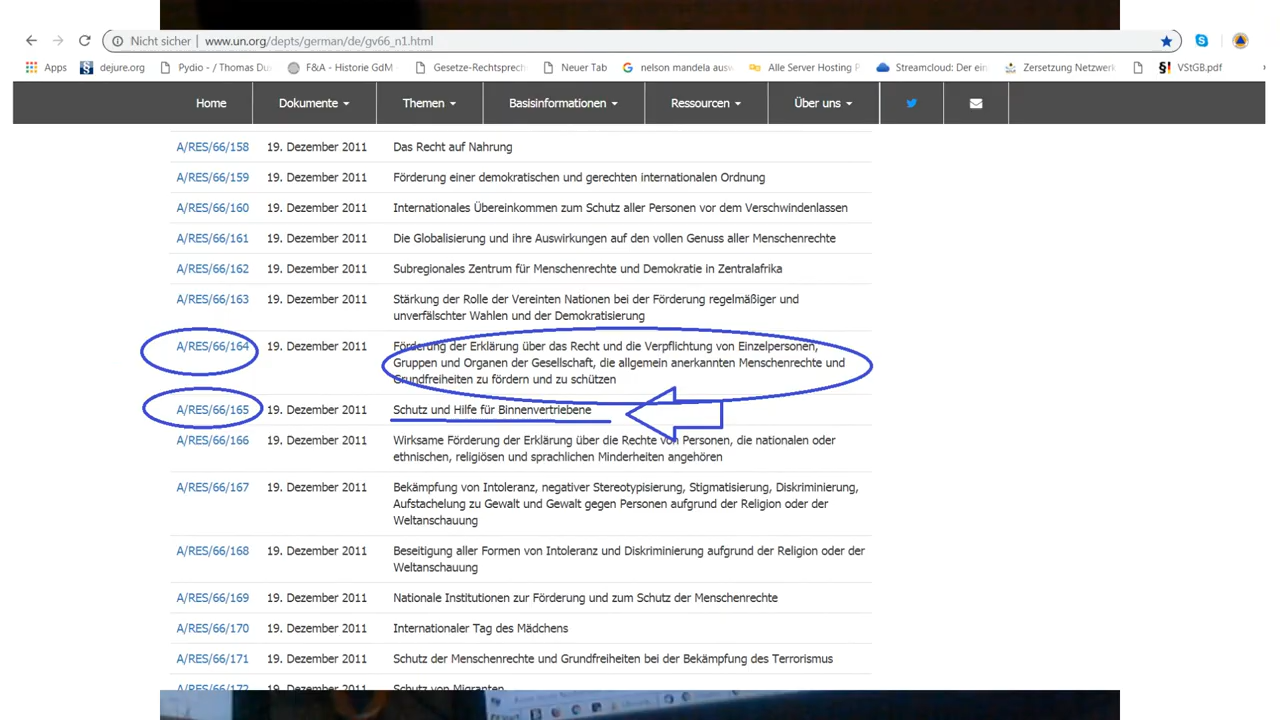 Nicht sicher | www.un.org/depts/german/de/gv66_n1.html
Apps dejure.org Pydio - / Thomas Du F&A - Historie GdM Gesetze-Rechtsprech Neuer Tab nelson mandela ausw Alle Server Hosting P Streamcloud: Der ein Zersetzung Netzwerk VStGB.pdf
Home Dokumente Themen Basisinformationen Ressourcen Über uns
A/RES/66/158 19. Dezember 2011 Das Recht auf Nahrung
A/RES/66/159 19. Dezember 2011 Förderung einer demokratischen und gerechten internationalen Ordnung
A/RES/66/160 19. Dezember 2011 Internationales Übereinkommen zum Schutz aller Personen vor dem Verschwindenlassen
A/RES/66/161 19. Dezember 2011 Die Globalisierung und ihre Auswirkungen auf den vollen Genuss aller Menschenrechte
A/RES/66/162 19. Dezember 2011 Subregionales Zentrum für Menschenrechte und Demokratie in Zentralafrika
A/RES/66/163 19. Dezember 2011 Stärkung der Rolle der Vereinten Nationen bei der Förderung regelmäßiger und
unverfälschter Wahlen und der Demokratisierung
A/RES/66/164 19. Dezember 2011 Förderung der Erklärung über das Recht und die Verpflichtung von Einzelpersonen,
Gruppen und Organen der Gesellschaft, die allgemein anerkannten Menschenrechte und
Grundfreiheiten zu fördern und zu schützen
A/RES/66/165 19. Dezember 2011 Schutz und Hilfe für Binnenvertriebene
A/RES/66/166 19. Dezember 2011 Wirksame Förderung der Erklärung über die Rechte von Personen, die nationalen oder
ethnischen, religiösen und sprachlichen Minderheiten angehören
A/RES/66/167 19. Dezember 2011 Bekämpfung von Intoleranz, negativer Stereotypisierung, Stigmatisierung, Diskriminierung,
Aufstachelung zu Gewalt und Gewalt gegen Personen aufgrund der Religion oder der
Weltanschauung
A/RES/66/168 19. Dezember 2011 Beseitigung aller Formen von Intoleranz und Diskriminierung aufgrund der Religion oder der
Weltanschauung
A/RES/66/169 19. Dezember 2011 Nationale Institutionen zur Förderung und zum Schutz der Menschenrechte
A/RES/66/170 19. Dezember 2011 Internationaler Tag des Mädchens
A/RES/66/171 19. Dezember 2011 Schutz der Menschenrechte und Grundfreiheiten bei der Bekämpfung des Terrorismus
A/RES/66/172 19. Dezember 2011 Schutz von Migranten